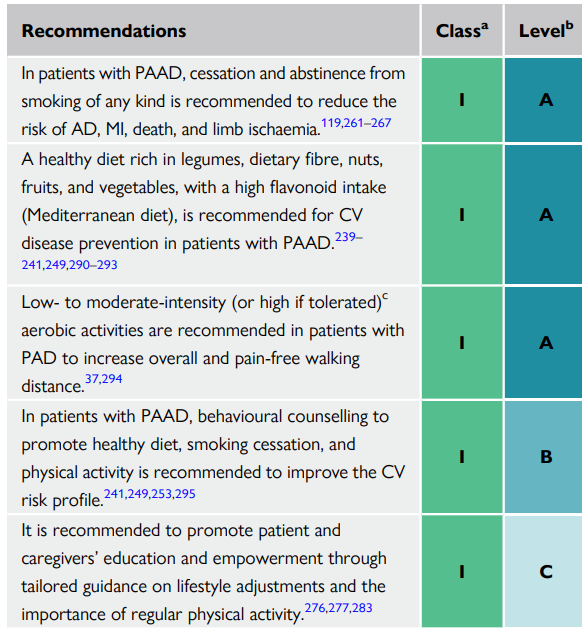 Recommendations Classᵃ Levelᵇ
In patients with PAAD, cessation and abstinence from
smoking of any kind is recommended to reduce the
risk of AD, MI, death, and limb ischaemia.119,261–267
I A
A healthy diet rich in legumes, dietary fibre, nuts,
fruits, and vegetables, with a high flavonoid intake
(Mediterranean diet), is recommended for CV
disease prevention in patients with PAAD.239–
241,249,290–293
I A
Low- to moderate-intensity (or high if tolerated)ᶜ
aerobic activities are recommended in patients with
PAD to increase overall and pain-free walking
distance.37,294
I A
In patients with PAAD, behavioural counselling to
promote healthy diet, smoking cessation, and
physical activity is recommended to improve the CV
risk profile.241,249,253,295
I B
It is recommended to promote patient and
caregivers’ education and empowerment through
tailored guidance on lifestyle adjustments and the
importance of regular physical activity.276,277,283
I C